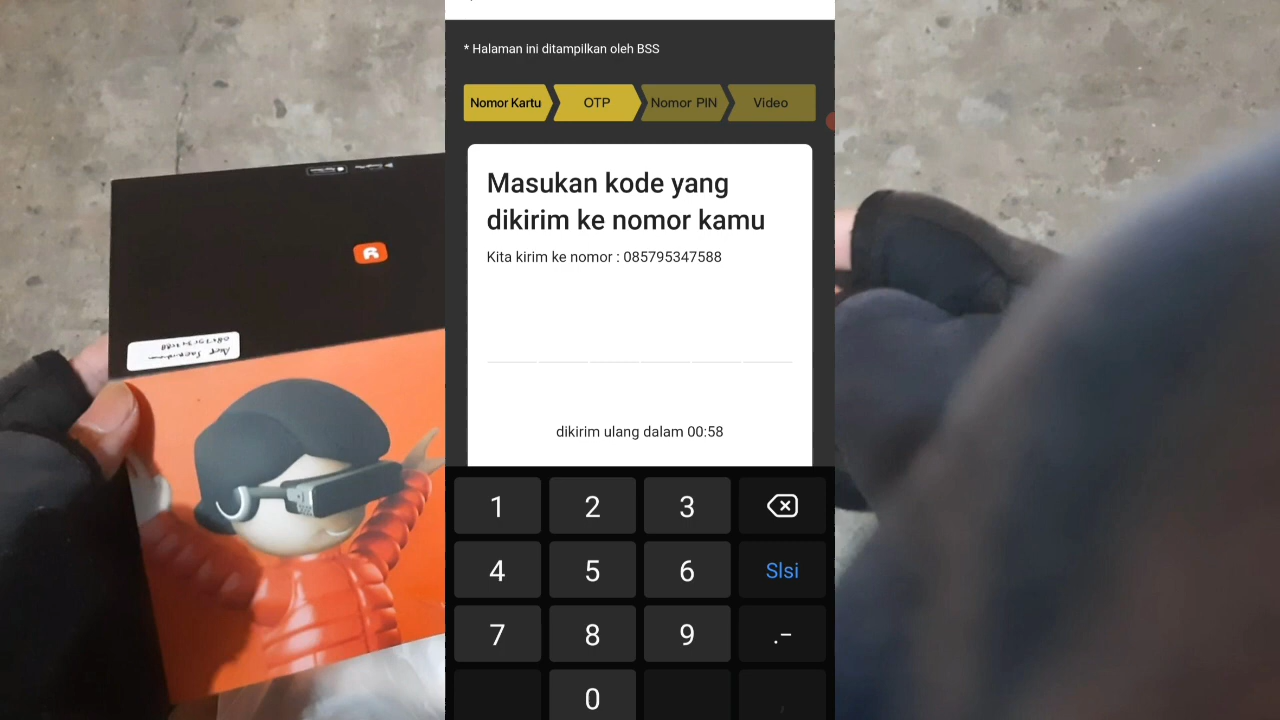 * Halaman ini ditampilkan oleh BSS
Nomor Kartu
OTP
Nomor PIN
Video
Masukan kode yang
dikirim ke nomor kamu
Kita kirim ke nomor : 085795347588
dikirim ulang dalam 00:58
1 2 3
4 5 6 Slsi
7 8 9 .-
0 ,